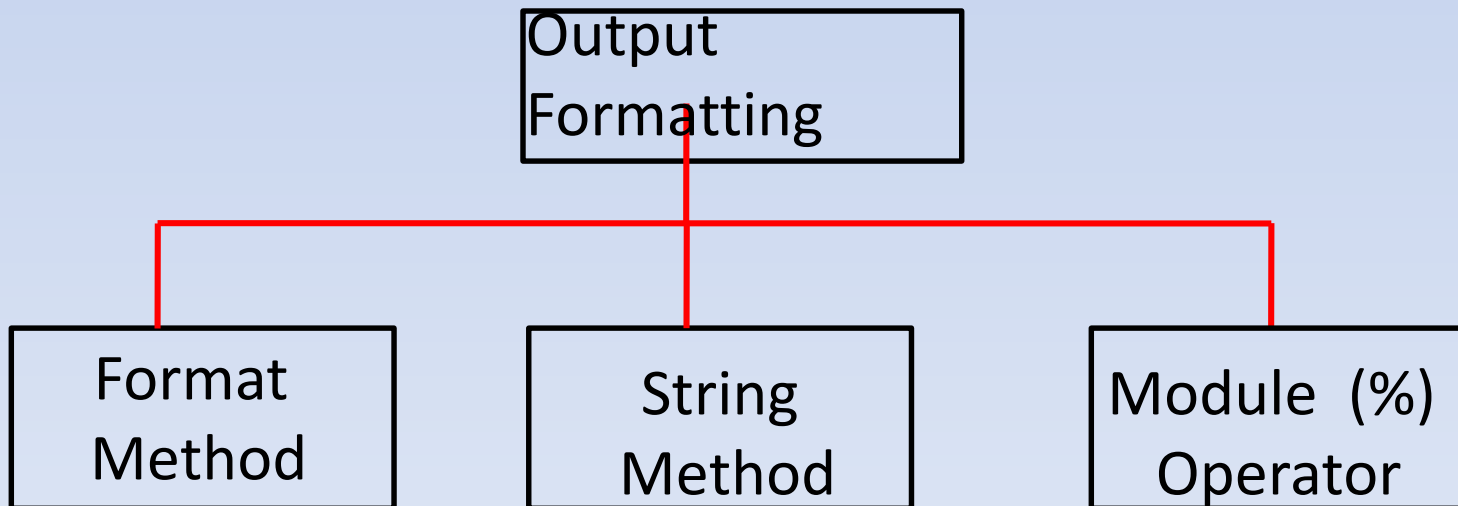 Output
Formatting
Format
Method
String
Method
Module (%)
Operator